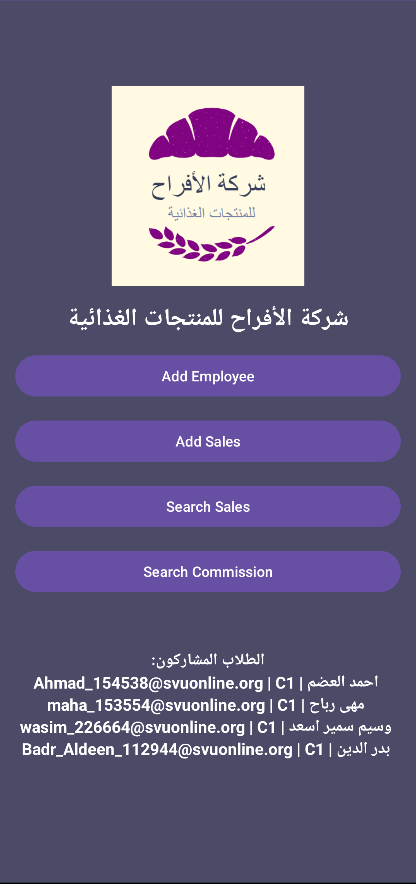 شركة الأفراح
للمنتجات الغذائية
شركة الأفراح للمنتجات الغذائية
Add Employee
Add Sales
Search Sales
Search Commission
الطلاب المشاركون:
Ahmad_154538@svuonline.org | C1 | احمد العضم
maha_153554@svuonline.org | C1 | مهى رباح
wasim_226664@svuonline.org | C1 | وسيم سمير اسعد
Badr_Aldeen_112944@svuonline.org | C1 | بدر الدين